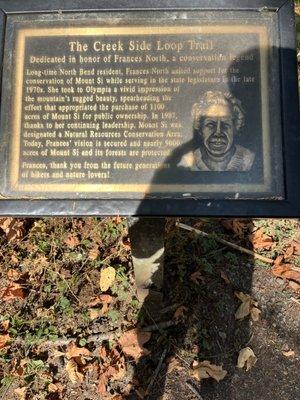 The Creek Side Loop Trail
Dedicated in honor of Frances North, a conservation legend
Long-time North Bend resident, Frances North united support for the
conservation of Mount Si while serving in the state legislature in the late
1970s. She took to Olympia a vivid impression of
the mountain's rugged beauty, spearheading the
effort that appropriated the purchase of 1100
acres of Mount Si for public ownership. In 1987,
thanks to her continuing leadership, Mount Si was
designated a Natural Resources Conservation Area.
Today, Frances' vision is secured and nearly 9000
acres of Mount Si and its forests are protected.
Frances, thank you from the future generations
of hikers and nature lovers!